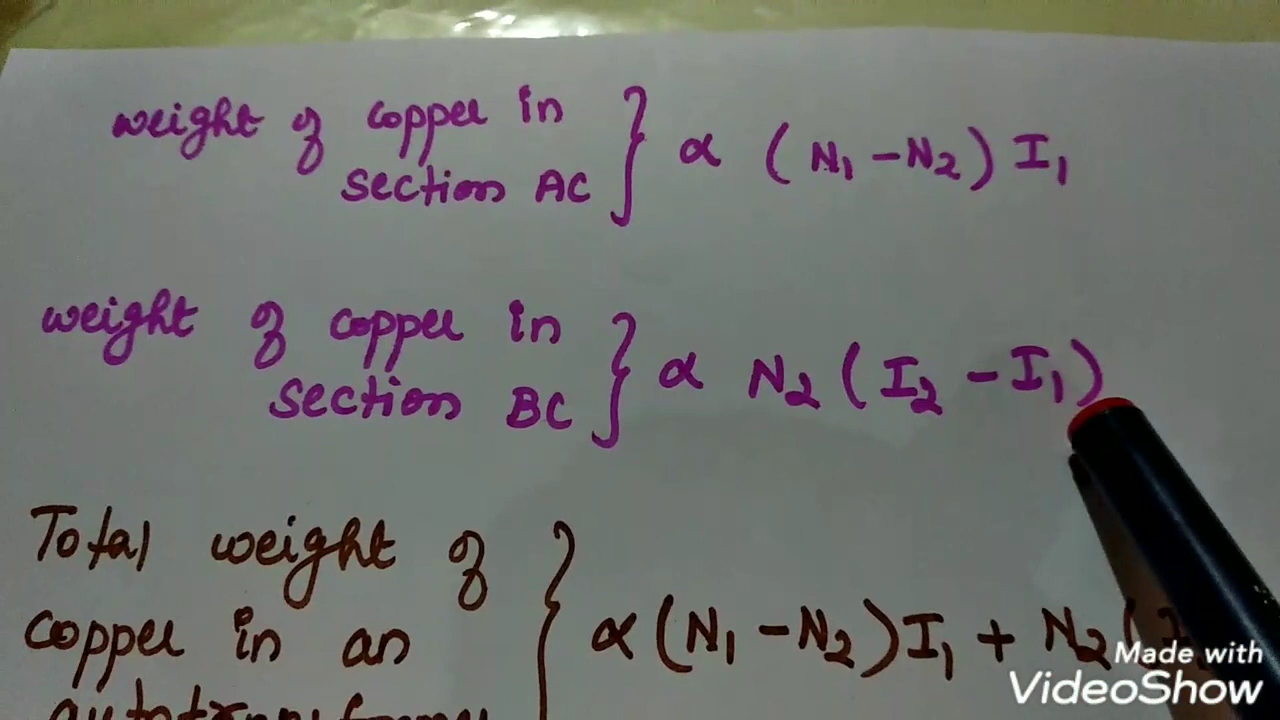 weight of copper in
section AC } α (N₁ - N₂) I₁
weight of copper in
section BC } α N₂ (I₂ - I₁)
Total weight of
copper in an } α (N₁ - N₂) I₁ + N₂ (
Made with
VideoShow